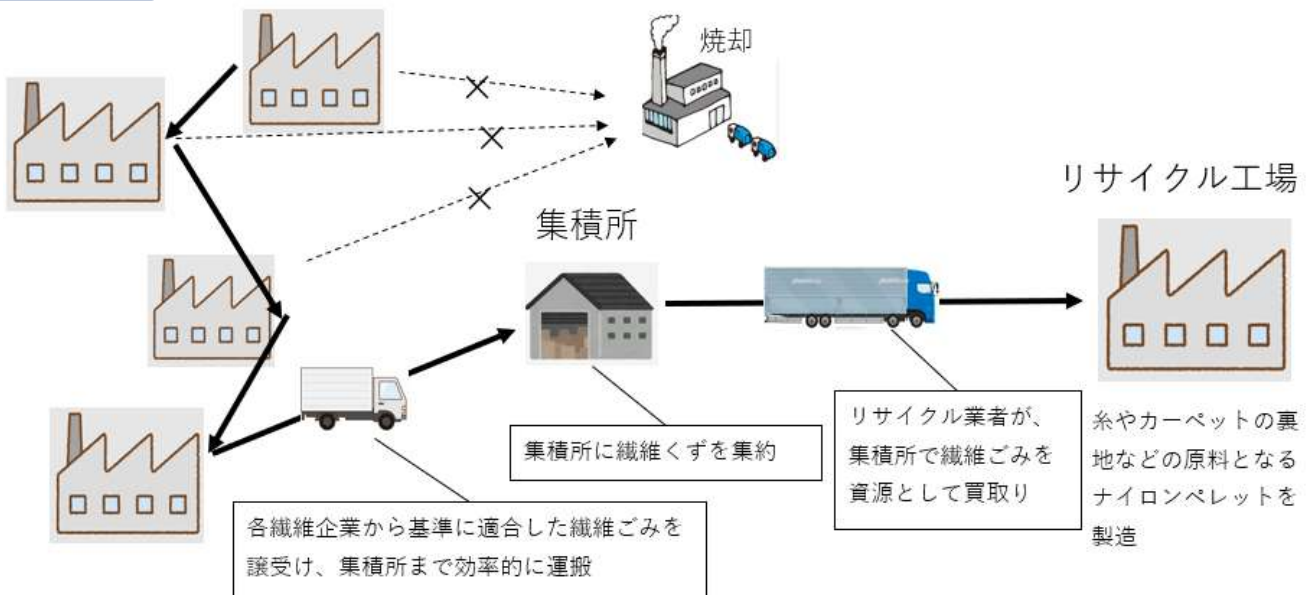 焼却
リサイクル工場
集積所
各繊維企業から基準に適合した繊維ごみを
譲受け、集積所まで効率的に運搬
集積所に繊維くずを集約
リサイクル業者が、
集積所で繊維ごみを
資源として買取り
糸やカーペットの裏
地などの原料となる
ナイロンペレットを
製造